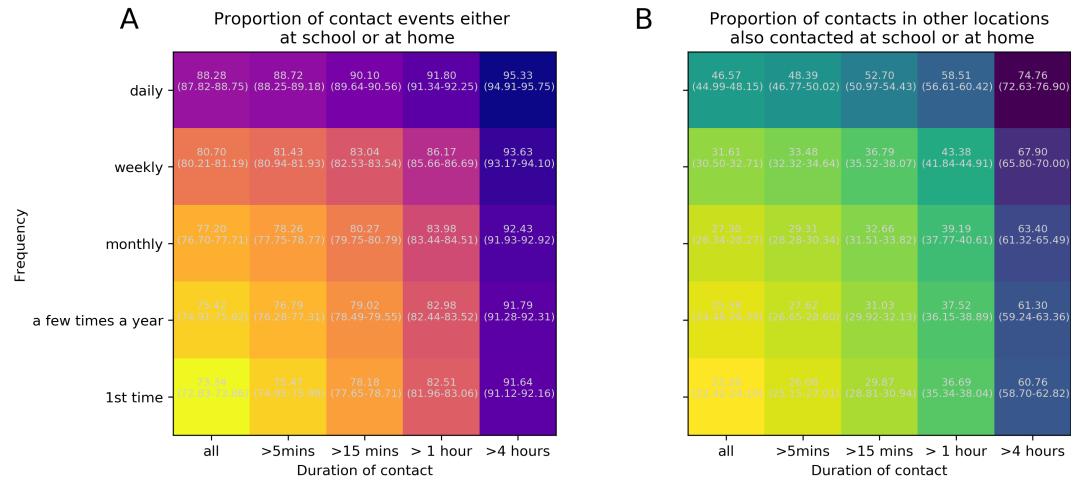 A
Proportion of contact events either
at school or at home
daily
weekly
monthly
a few times a year
1st time
Frequency
88.28 88.72 90.10 91.80 95.33
(87.82-88.75) (88.25-89.18) (89.64-90.56) (91.34-92.25) (94.91-95.75)
80.70 81.43 83.04 86.17 93.63
(80.21-81.19) (80.94-81.93) (82.53-83.54) (85.66-86.69) (93.17-94.10)
77.20 78.26 80.27 83.98 92.43
(76.70-77.71) (77.75-78.77) (79.75-80.79) (83.44-84.51) (91.93-92.92)
76.79 79.02 82.98 91.79
(76.28-77.31) (78.49-79.55) (82.44-83.52) (91.28-92.31)
78.18 82.51 91.64
(77.65-78.71) (81.96-83.06) (91.12-92.16)
all >5mins >15 mins > 1 hour >4 hours
Duration of contact
B
Proportion of contacts in other locations
also contacted at school or at home
46.57 48.39 52.70 58.51 74.76
(44.99-48.15) (46.77-50.02) (50.97-54.43) (56.61-60.42) (72.63-76.90)
31.61 33.48 36.79 43.38 67.90
(30.50-32.71) (32.32-34.64) (35.52-38.07) (41.84-44.91) (65.80-70.00)
29.31 32.66 39.19 63.40
(28.28-30.34) (31.51-33.82) (37.77-40.61) (61.32-65.49)
27.62 31.03 37.52 61.30
(26.65-28.60) (29.92-32.13) (36.15-38.89) (59.24-63.36)
29.87 36.69 60.76
(28.81-30.94) (35.34-38.04) (58.70-62.82)
all >5mins >15 mins > 1 hour >4 hours
Duration of contact